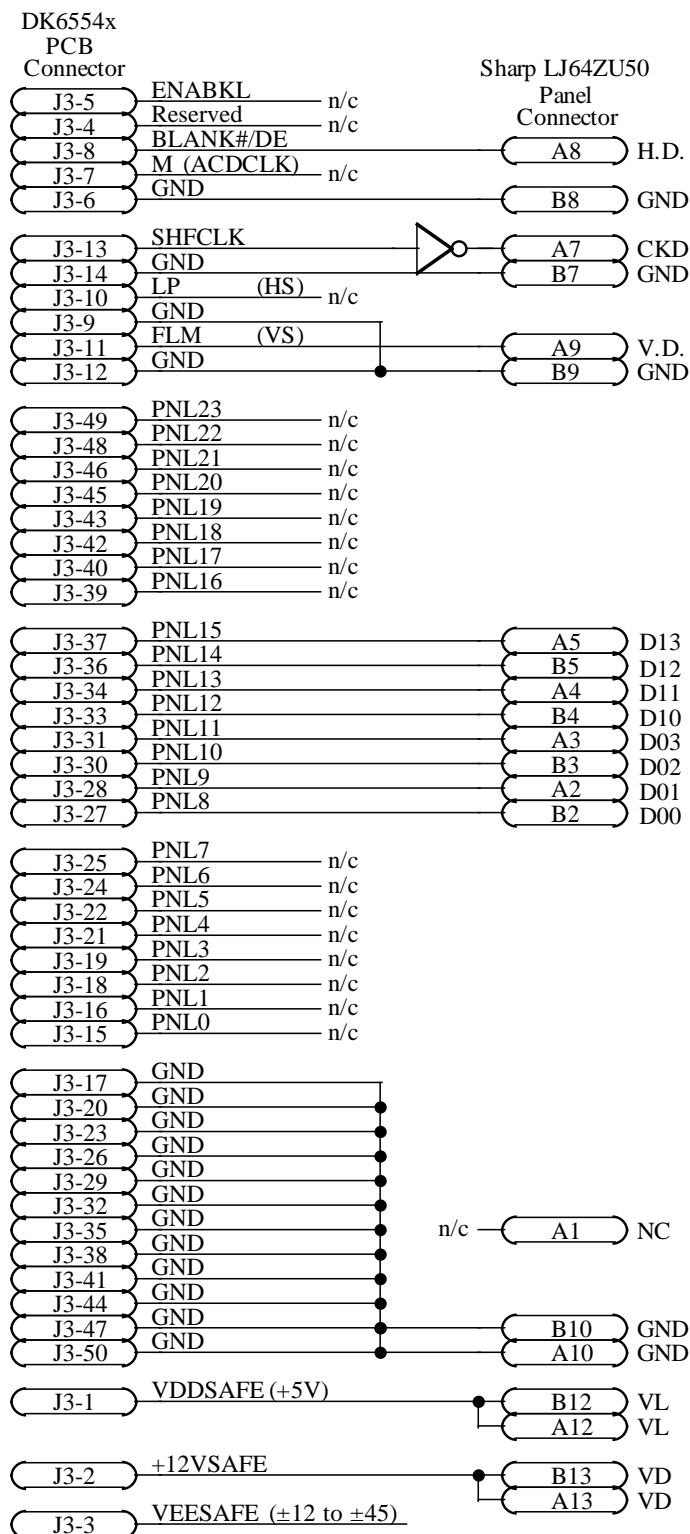 DK6554x
PCB
Connector
Sharp LJ64ZU50
Panel
Connector
J3-5 ENABKL n/c
J3-4 Reserved n/c
J3-8 BLANK#/DE A8 H.D.
J3-7 M (ACDCLK) n/c
J3-6 GND B8 GND
J3-13 SHFCLK A7 CKD
J3-14 GND B7 GND
J3-10 LP (HS) n/c
J3-9 GND
J3-11 FLM (VS) A9 V.D.
J3-12 GND B9 GND
J3-49 PNL23 n/c
J3-48 PNL22 n/c
J3-46 PNL21 n/c
J3-45 PNL20 n/c
J3-43 PNL19 n/c
J3-42 PNL18 n/c
J3-40 PNL17 n/c
J3-39 PNL16 n/c
J3-37 PNL15 A5 D13
J3-36 PNL14 B5 D12
J3-34 PNL13 A4 D11
J3-33 PNL12 B4 D10
J3-31 PNL11 A3 D03
J3-30 PNL10 B3 D02
J3-28 PNL9 A2 D01
J3-27 PNL8 B2 D00
J3-25 PNL7 n/c
J3-24 PNL6 n/c
J3-22 PNL5 n/c
J3-21 PNL4 n/c
J3-19 PNL3 n/c
J3-18 PNL2 n/c
J3-16 PNL1 n/c
J3-15 PNL0 n/c
J3-17 GND
J3-20 GND
J3-23 GND
J3-26 GND
J3-29 GND
J3-32 GND
J3-35 GND n/c A1 NC
J3-38 GND
J3-41 GND
J3-44 GND
J3-47 GND B10 GND
J3-50 GND A10 GND
J3-1 VDDSAFE (+5V) B12 VL
A12 VL
J3-2 +12VSAFE B13 VD
A13 VD
J3-3 VEESAFE (±12 to ±45)